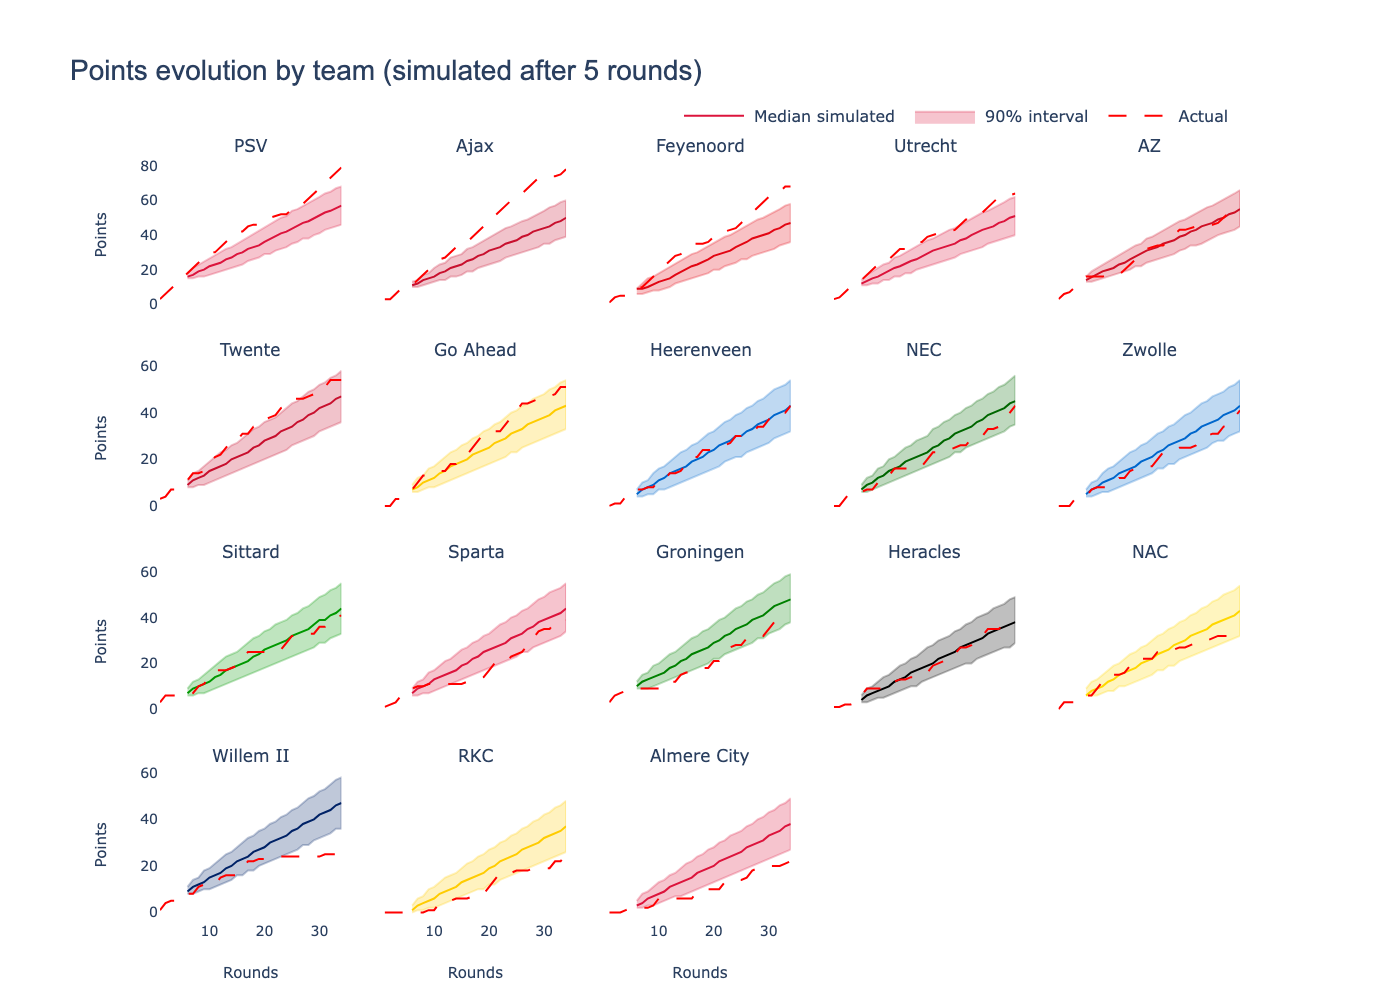 Points evolution by team (simulated after 5 rounds)
Median simulated 90% interval Actual
PSV Ajax Feyenoord Utrecht AZ
80
60
40
20
0
Points
Twente Go Ahead Heerenveen NEC Zwolle
60
40
20
0
Points
Sittard Sparta Groningen Heracles NAC
60
40
20
0
Points
Willem II RKC Almere City
60
40
20
0
Points
10 20 30 10 20 30 10 20 30
Rounds Rounds Rounds